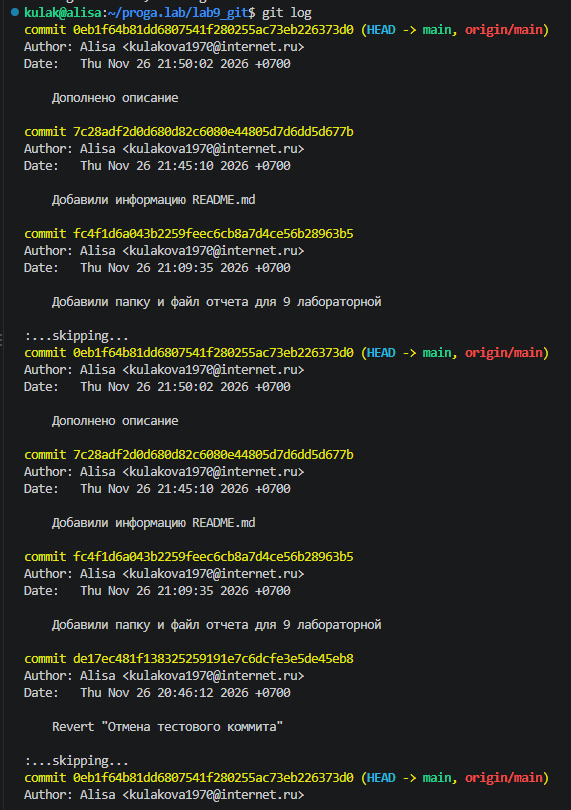 kulak@alisa:~/proga.lab/lab9_git$ git log
commit 0eb1f64b81dd6807541f280255ac73eb226373d0 (HEAD -> main, origin/main)
Author: Alisa <kulakova1970@internet.ru>
Date:   Thu Nov 26 21:50:02 2026 +0700

    Дополнено описание

commit 7c28adf2d0d680d82c6080e44805d7d6dd5d677b
Author: Alisa <kulakova1970@internet.ru>
Date:   Thu Nov 26 21:45:10 2026 +0700

    Добавили информацию README.md

commit fc4f1d6a043b2259feec6cb8a7d4ce56b28963b5
Author: Alisa <kulakova1970@internet.ru>
Date:   Thu Nov 26 21:09:35 2026 +0700

    Добавили папку и файл отчета для 9 лабораторной

:...skipping...
commit 0eb1f64b81dd6807541f280255ac73eb226373d0 (HEAD -> main, origin/main)
Author: Alisa <kulakova1970@internet.ru>
Date:   Thu Nov 26 21:50:02 2026 +0700

    Дополнено описание

commit 7c28adf2d0d680d82c6080e44805d7d6dd5d677b
Author: Alisa <kulakova1970@internet.ru>
Date:   Thu Nov 26 21:45:10 2026 +0700

    Добавили информацию README.md

commit fc4f1d6a043b2259feec6cb8a7d4ce56b28963b5
Author: Alisa <kulakova1970@internet.ru>
Date:   Thu Nov 26 21:09:35 2026 +0700

    Добавили папку и файл отчета для 9 лабораторной

commit de17ec481f138325259191e7c6dcfe3e5de45eb8
Author: Alisa <kulakova1970@internet.ru>
Date:   Thu Nov 26 20:46:12 2026 +0700

    Revert "Отмена тестового коммита"

:...skipping...
commit 0eb1f64b81dd6807541f280255ac73eb226373d0 (HEAD -> main, origin/main)
Author: Alisa <kulakova1970@internet.ru>